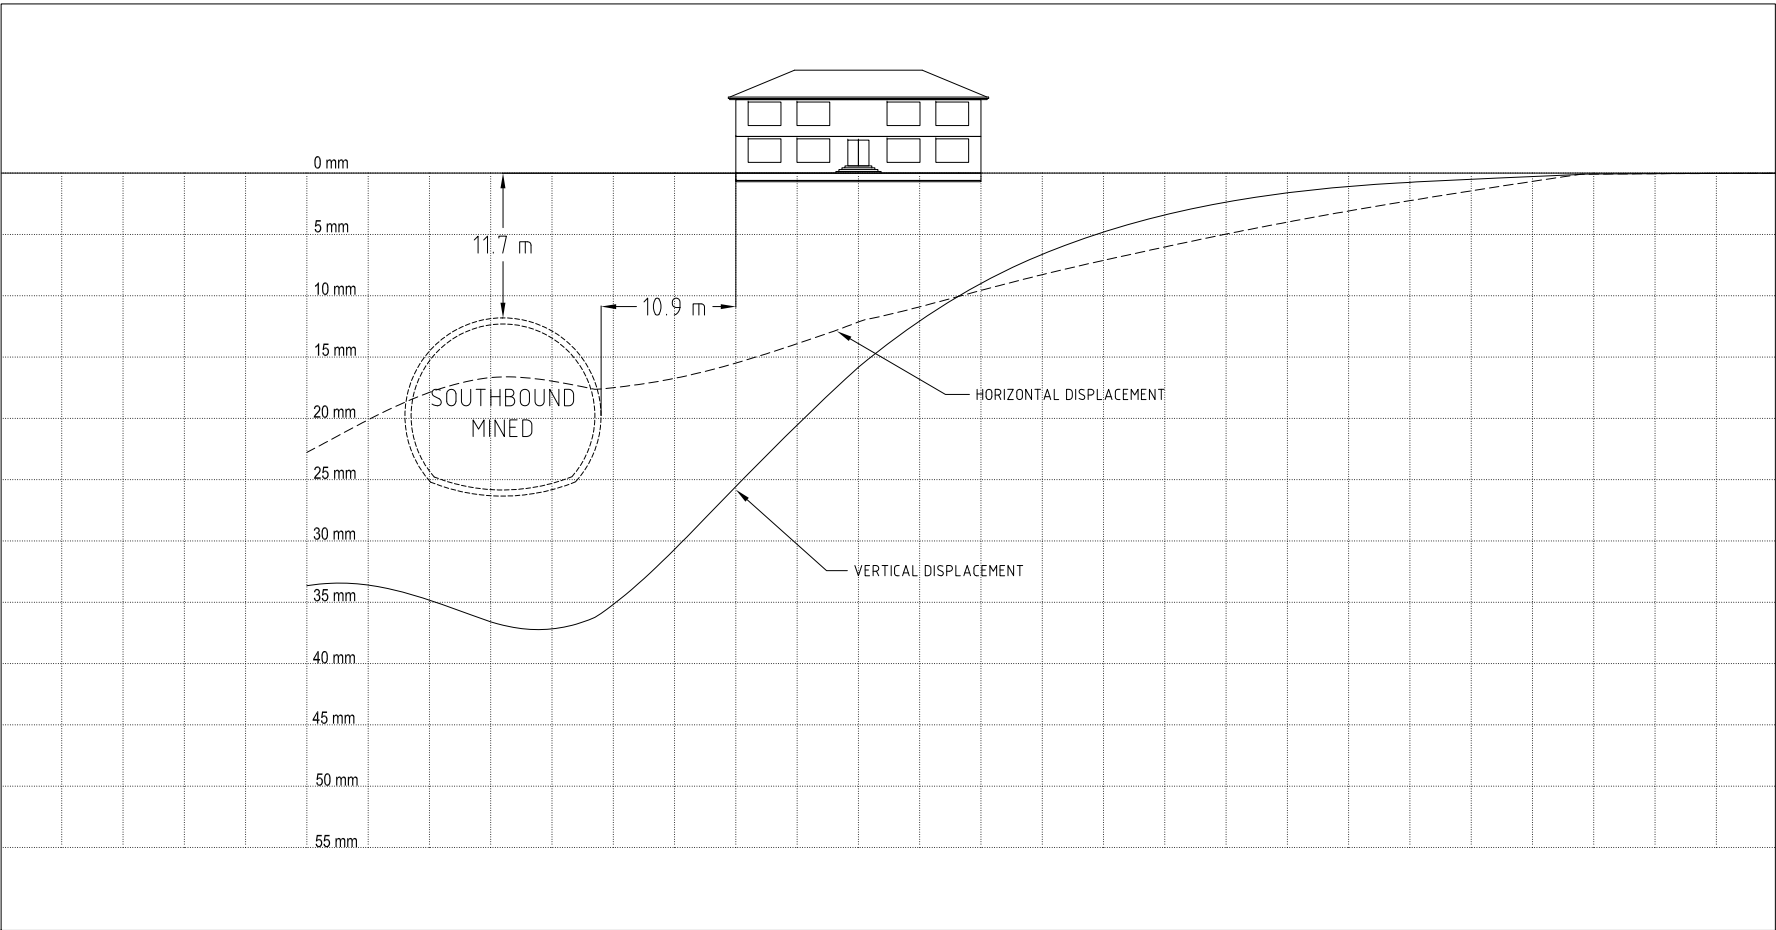 0 mm
5 mm
11.7 m
10 mm
10.9 m
15 mm
HORIZONTAL DISPLACEMENT
SOUTHBOUND
MINED
20 mm
25 mm
30 mm
VERTICAL DISPLACEMENT
35 mm
40 mm
45 mm
50 mm
55 mm